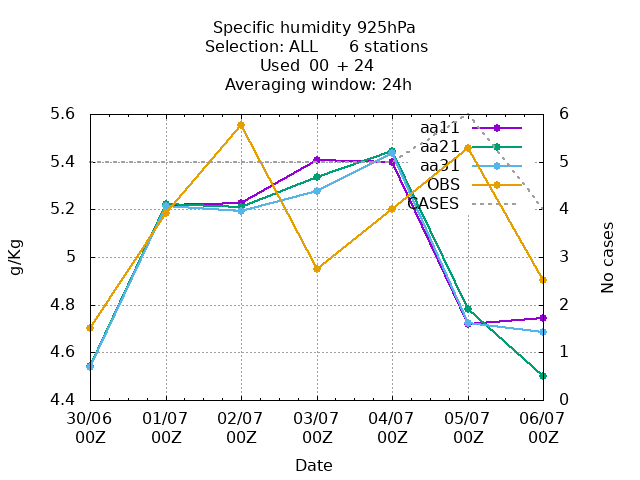 Specific humidity 925hPa
Selection: ALL 6 stations
Used 00 + 24
Averaging window: 24h
5.6 6
aa11
aa21
5.4 5
aa31
OBS
CASES
5.2 4
g/Kg
No cases
5 3
4.8 2
4.6 1
4.4 0
30/06 01/07 02/07 03/07 04/07 05/07 06/07
00Z 00Z 00Z 00Z 00Z 00Z 00Z
Date